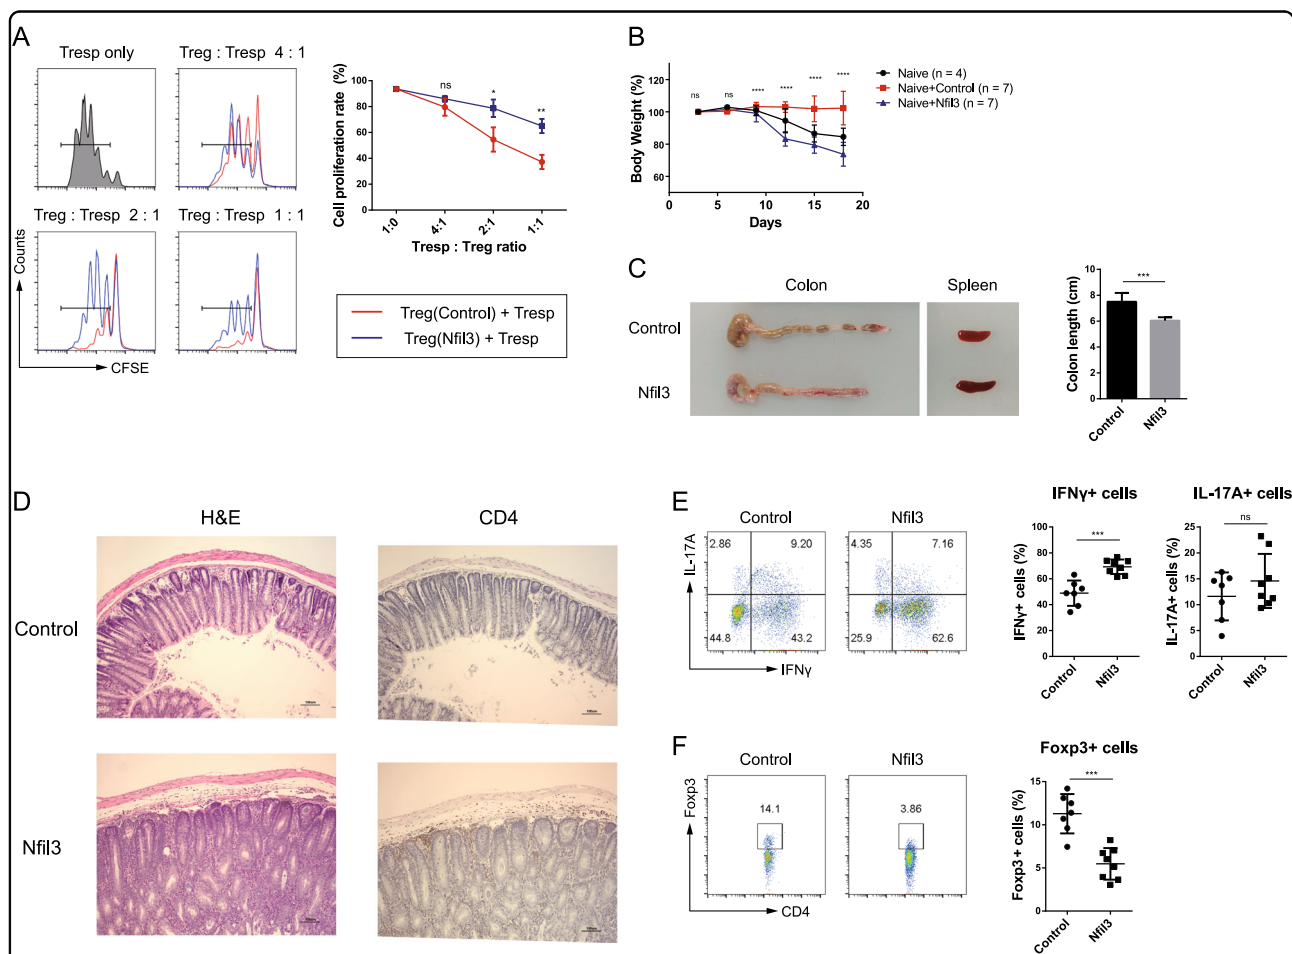 A
Tresp only
Treg : Tresp 4 : 1
Treg : Tresp 2 : 1
Treg : Tresp 1 : 1
Counts
CFSE
Cell proliferation rate (%)
100
80
60
40
20
0
ns
*
**
1:0
4:1
2:1
1:1
Tresp : Treg ratio
Treg(Control) + Tresp
Treg(Nfil3) + Tresp
B
Body Weight (%)
120
100
80
60
ns
ns
****
****
****
****
0
5
10
15
20
Days
Naive (n = 4)
Naive+Control (n = 7)
Naive+Nfil3 (n = 7)
C
Colon
Spleen
Control
Nfil3
Colon length (cm)
10
8
6
4
2
0
***
Control
Nfil3
D
H&E
CD4
Control
Nfil3
E
Control
Nfil3
IL-17A
2.86
9.20
44.8
43.2
4.35
7.16
25.9
62.6
IFNγ
IFNγ+ cells
IFNγ+ cells (%)
100
80
60
40
20
0
***
Control
Nfil3
IL-17A+ cells
IL-17A+ cells (%)
25
20
15
10
5
0
ns
Control
Nfil3
F
Control
Nfil3
Foxp3
14.1
3.86
CD4
Foxp3+ cells
Foxp3+ cells (%)
15
10
5
0
***
Control
Nfil3